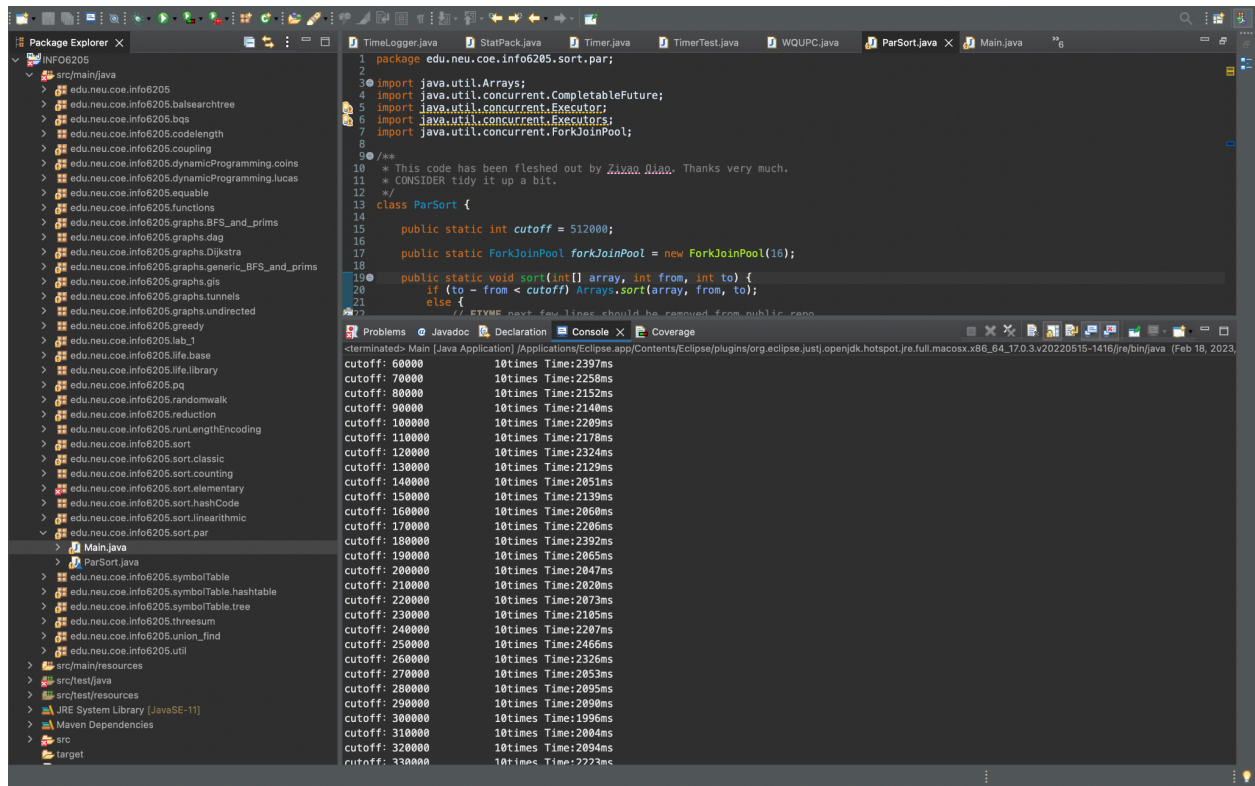 Package Explorer
INFO6205
src/main/java
edu.neu.coe.info6205
edu.neu.coe.info6205.balsearchtree
edu.neu.coe.info6205.bqs
edu.neu.coe.info6205.codelength
edu.neu.coe.info6205.coupling
edu.neu.coe.info6205.dynamicProgramming.coins
edu.neu.coe.info6205.dynamicProgramming.lucas
edu.neu.coe.info6205.equable
edu.neu.coe.info6205.functions
edu.neu.coe.info6205.graphs.BFS_and_prims
edu.neu.coe.info6205.graphs.dag
edu.neu.coe.info6205.graphs.Dijkstra
edu.neu.coe.info6205.graphs.generic_BFS_and_prims
edu.neu.coe.info6205.graphs.gis
edu.neu.coe.info6205.graphs.tunnels
edu.neu.coe.info6205.graphs.undirected
edu.neu.coe.info6205.greedy
edu.neu.coe.info6205.lab_1
edu.neu.coe.info6205.life.base
edu.neu.coe.info6205.life.library
edu.neu.coe.info6205.pq
edu.neu.coe.info6205.randomwalk
edu.neu.coe.info6205.reduction
edu.neu.coe.info6205.runLengthEncoding
edu.neu.coe.info6205.sort
edu.neu.coe.info6205.sort.classic
edu.neu.coe.info6205.sort.counting
edu.neu.coe.info6205.sort.elementary
edu.neu.coe.info6205.sort.hashCode
edu.neu.coe.info6205.sort.linearithmic
edu.neu.coe.info6205.sort.par
Main.java
ParSort.java
edu.neu.coe.info6205.symbolTable
edu.neu.coe.info6205.symbolTable.hashtable
edu.neu.coe.info6205.symbolTable.tree
edu.neu.coe.info6205.threesum
edu.neu.coe.info6205.union_find
edu.neu.coe.info6205.util
src/main/resources
src/test/java
src/test/resources
JRE System Library [JavaSE-11]
Maven Dependencies
src
target
TimeLogger.java StatPack.java Timer.java TimerTest.java WQUPC.java ParSort.java Main.java »6
1 package edu.neu.coe.info6205.sort.par;
2
3 import java.util.Arrays;
4 import java.util.concurrent.CompletableFuture;
5 import java.util.concurrent.Executor;
6 import java.util.concurrent.Executors;
7 import java.util.concurrent.ForkJoinPool;
8
9 /**
10 * This code has been fleshed out by Ziyao Qiao. Thanks very much.
11 * CONSIDER tidy it up a bit.
12 */
13 class ParSort {
14
15 public static int cutoff = 512000;
16
17 public static ForkJoinPool forkJoinPool = new ForkJoinPool(16);
18
19 public static void sort(int[] array, int from, int to) {
20 if (to - from < cutoff) Arrays.sort(array, from, to);
21 else {
22 // FIXME next few lines should be removed from public repo
Problems Javadoc Declaration Console Coverage
<terminated> Main [Java Application] /Applications/Eclipse.app/Contents/Eclipse/plugins/org.eclipse.justj.openjdk.hotspot.jre.full.macosx.x86_64_17.0.3.v20220515-1416/jre/bin/java (Feb 18, 2023,
cutoff: 60000 10times Time:2397ms
cutoff: 70000 10times Time:2258ms
cutoff: 80000 10times Time:2152ms
cutoff: 90000 10times Time:2140ms
cutoff: 100000 10times Time:2209ms
cutoff: 110000 10times Time:2178ms
cutoff: 120000 10times Time:2324ms
cutoff: 130000 10times Time:2129ms
cutoff: 140000 10times Time:2051ms
cutoff: 150000 10times Time:2139ms
cutoff: 160000 10times Time:2060ms
cutoff: 170000 10times Time:2206ms
cutoff: 180000 10times Time:2392ms
cutoff: 190000 10times Time:2065ms
cutoff: 200000 10times Time:2047ms
cutoff: 210000 10times Time:2020ms
cutoff: 220000 10times Time:2073ms
cutoff: 230000 10times Time:2105ms
cutoff: 240000 10times Time:2207ms
cutoff: 250000 10times Time:2466ms
cutoff: 260000 10times Time:2326ms
cutoff: 270000 10times Time:2053ms
cutoff: 280000 10times Time:2095ms
cutoff: 290000 10times Time:2090ms
cutoff: 300000 10times Time:1996ms
cutoff: 310000 10times Time:2004ms
cutoff: 320000 10times Time:2094ms
cutoff: 330000 10times Time:2223ms